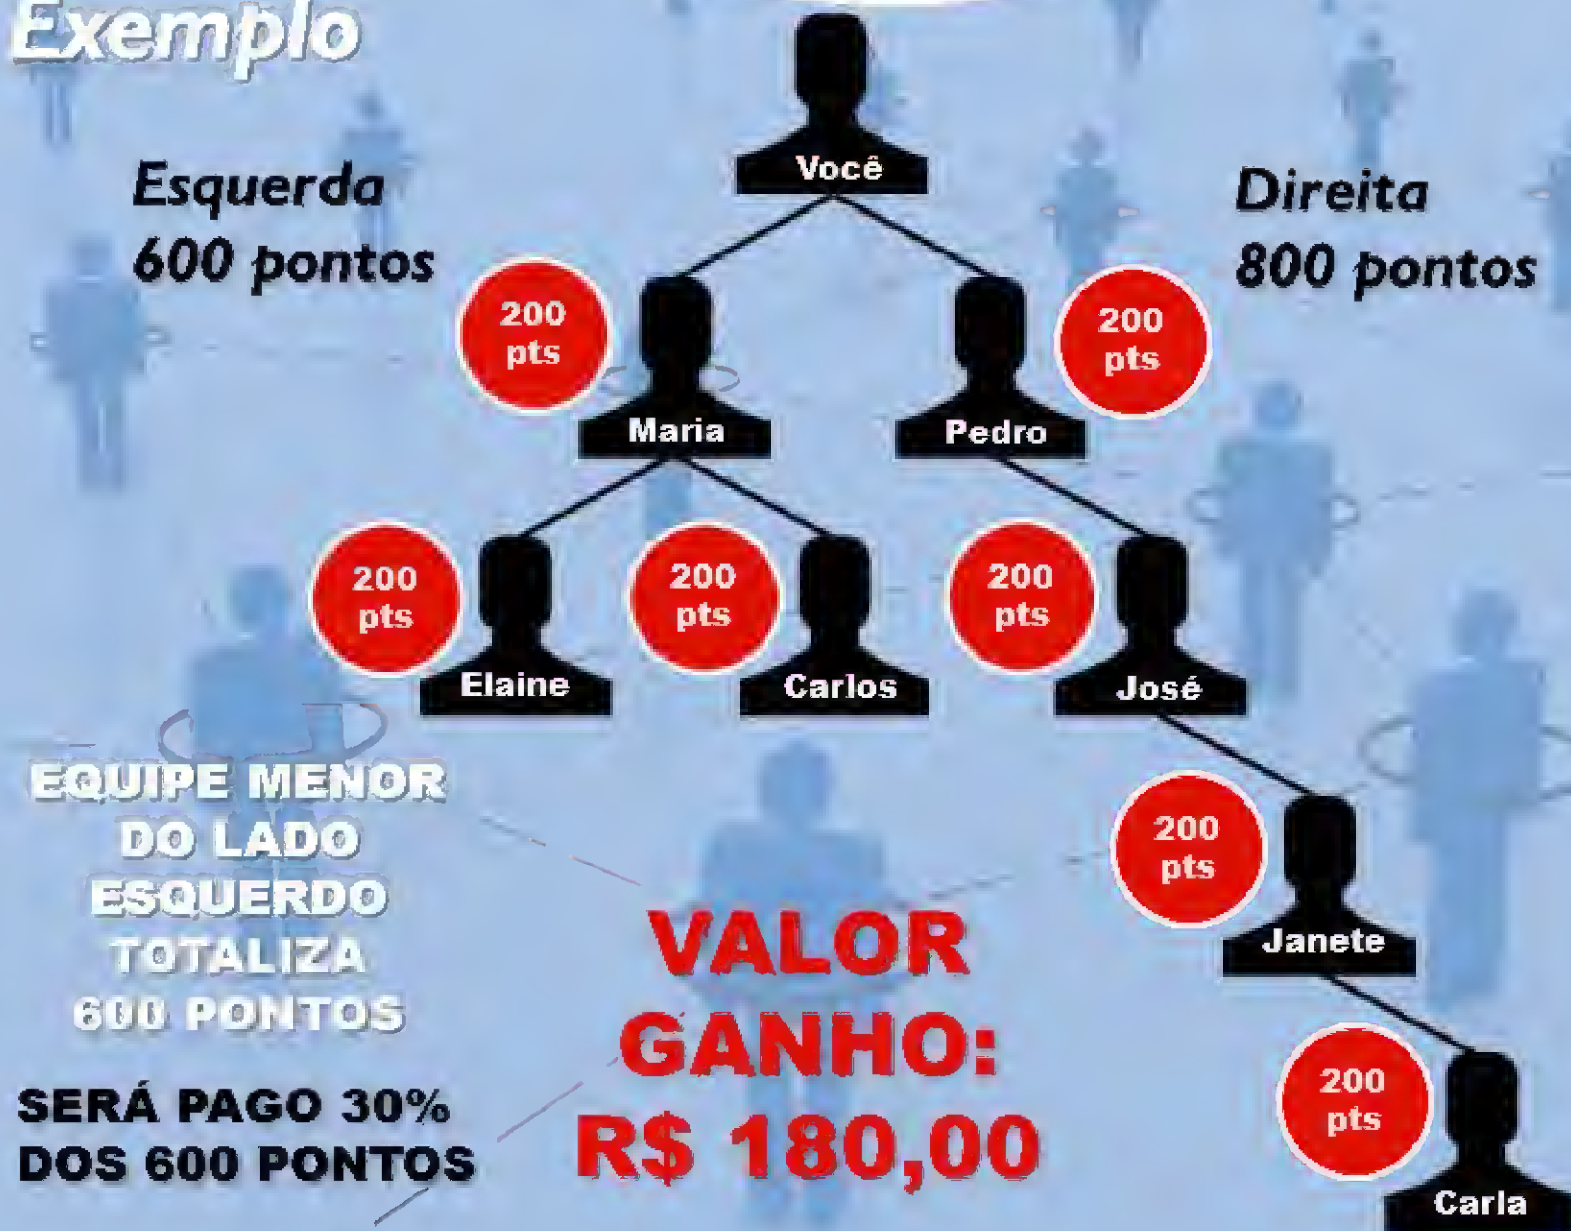 Exemplo
Você
Esquerda
600 pontos
Direita
800 pontos
200
pts
Maria
Pedro
200
pts
200
pts
Elaine
200
pts
Carlos
200
pts
José
EQUIPE MENOR
DO LADO
ESQUERDO
TOTALIZA
600 PONTOS
SERÁ PAGO 30%
DOS 600 PONTOS
VALOR
GANHO:
R$ 180,00
200
pts
Janete
200
pts
Carla